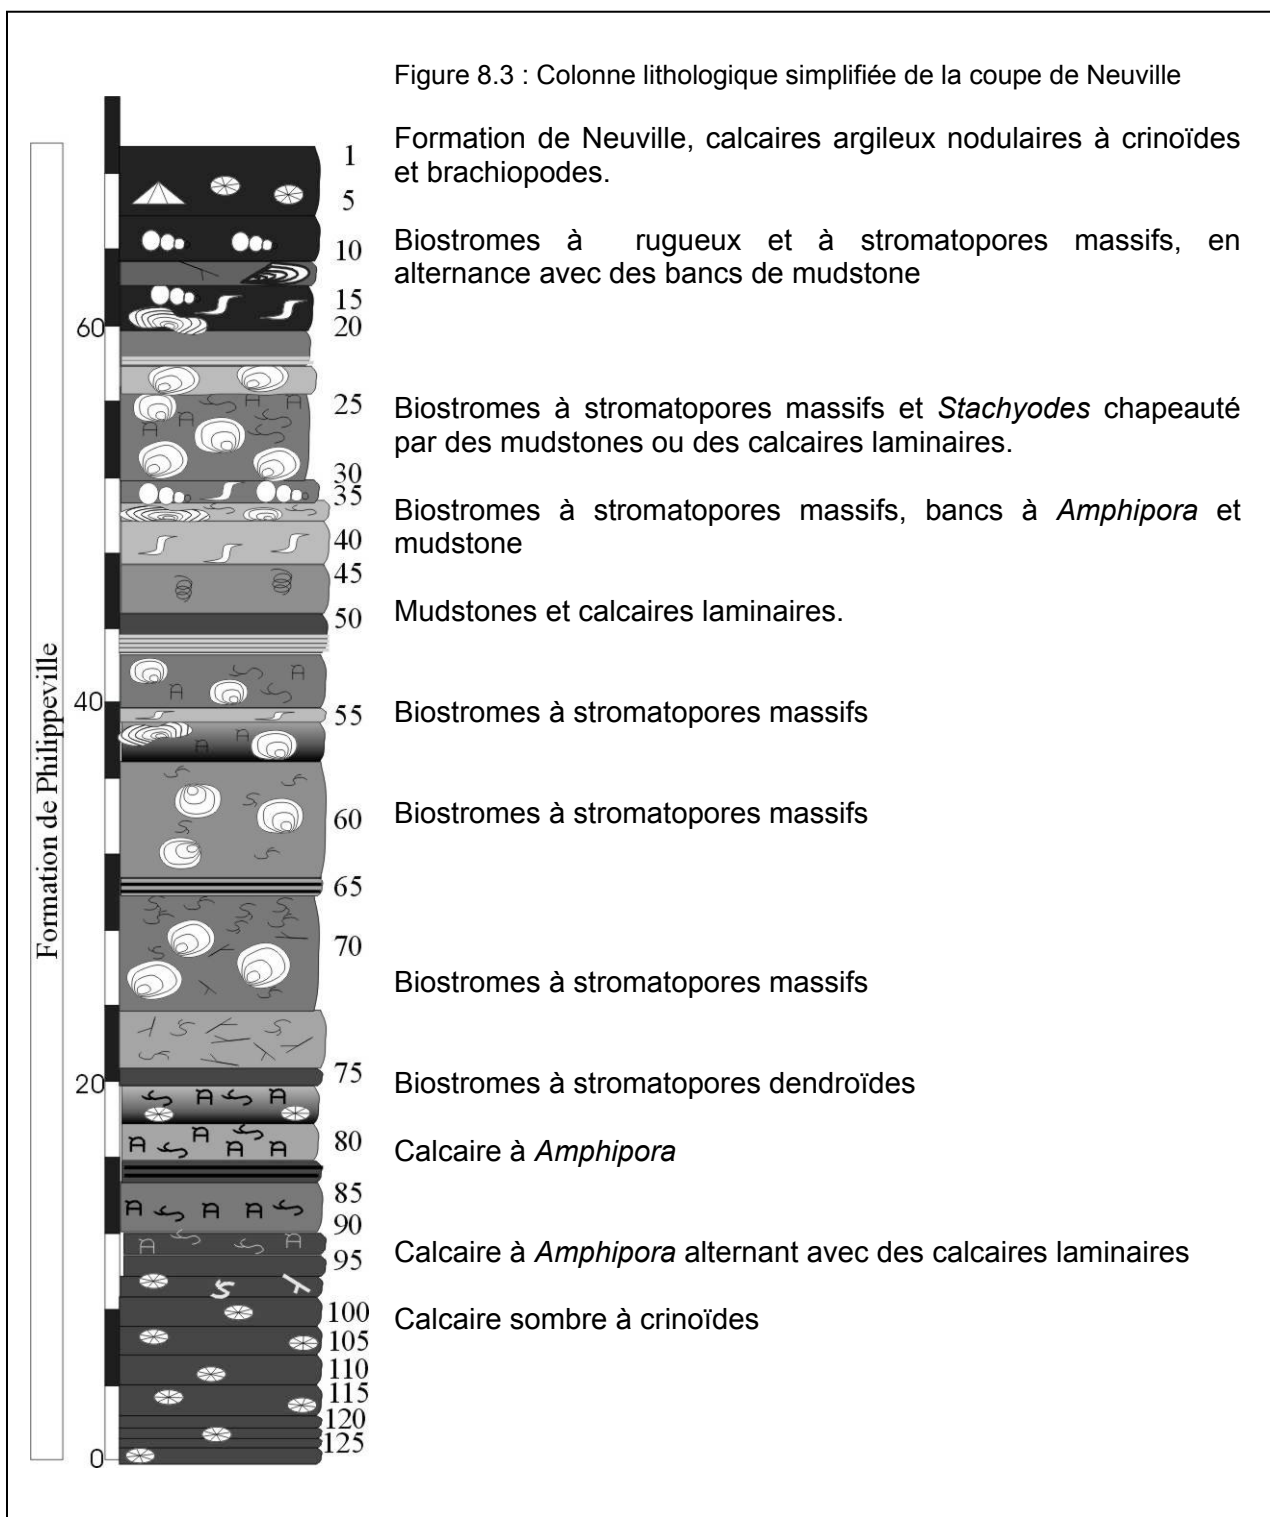 Figure 8.3 : Colonne lithologique simplifiée de la coupe de Neuville
Formation de Neuville, calcaires argileux nodulaires à crinoïdes
et brachiopodes.
1
5
Biostromes à rugueux et à stromatopores massifs, en
alternance avec des bancs de mudstone
10
15
60
20
Biostromes à stromatopores massifs et Stachyodes chapeauté
par des mudstones ou des calcaires laminaires.
25
30
35
Biostromes à stromatopores massifs, bancs à Amphipora et
mudstone
40
45
Mudstones et calcaires laminaires.
50
40
55
Biostromes à stromatopores massifs
60
Biostromes à stromatopores massifs
65
70
Biostromes à stromatopores massifs
Formation de Philippeville
75
20
Biostromes à stromatopores dendroïdes
80
Calcaire à Amphipora
85
90
95
Calcaire à Amphipora alternant avec des calcaires laminaires
100
Calcaire sombre à crinoïdes
105
110
115
120
125
0